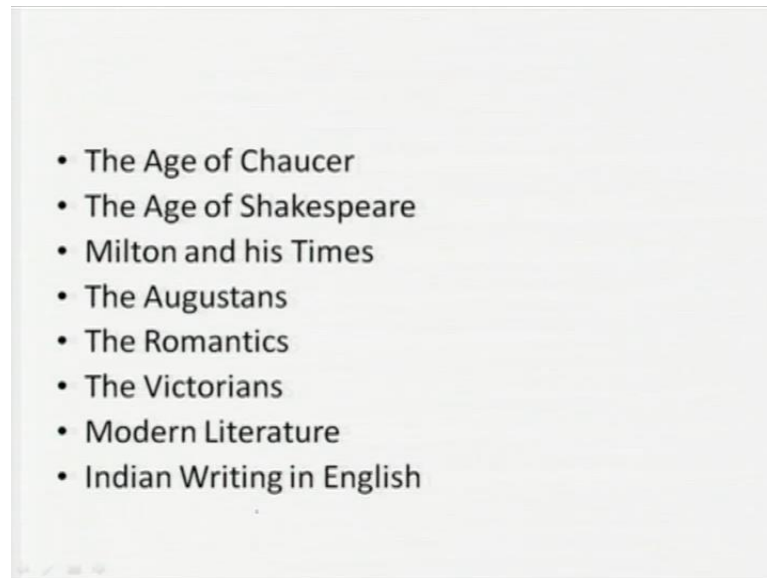 • The Age of Chaucer
• The Age of Shakespeare
• Milton and his Times
• The Augustans
• The Romantics
• The Victorians
• Modern Literature
• Indian Writing in English